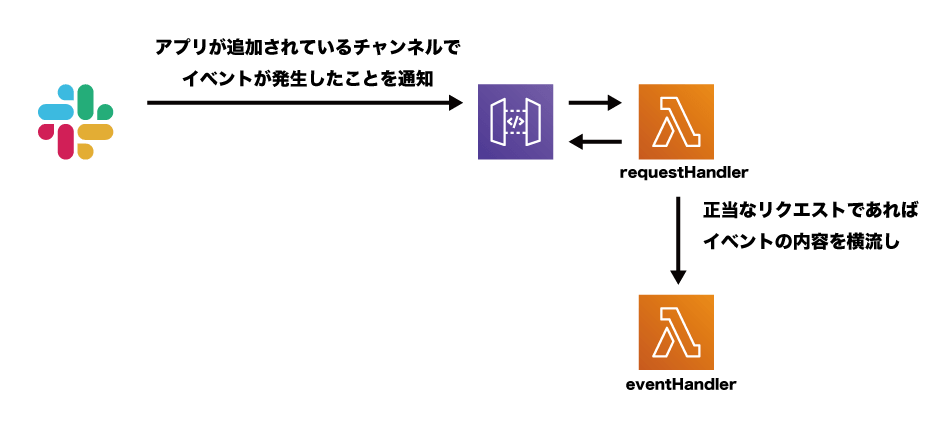 アプリが追加されているチャンネルで
イベントが発生したことを通知
</>
requestHandler
正当なリクエストであれば
イベントの内容を横流し
eventHandler